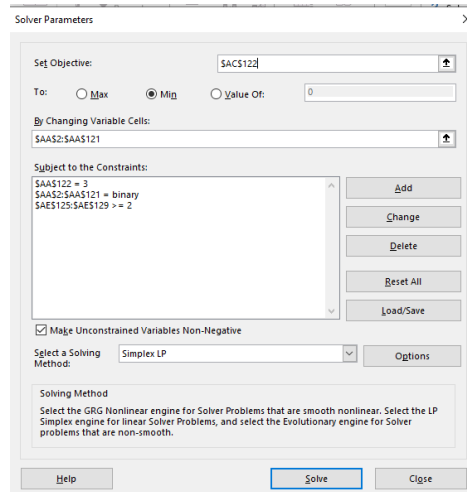 Solver Parameters
Set Objective:
$AC$122
To:
Max
Min
Value Of:
0
By Changing Variable Cells:
$AA$2:$AA$121
Subject to the Constraints:
$AA$122 = 3
$AA$2:$AA$121 = binary
$AE$125:$AE$129 >= 2
Add
Change
Delete
Reset All
Load/Save
Make Unconstrained Variables Non-Negative
Select a Solving
Method:
Simplex LP
Options
Solving Method
Select the GRG Nonlinear engine for Solver Problems that are smooth nonlinear. Select the LP
Simplex engine for linear Solver Problems, and select the Evolutionary engine for Solver
problems that are non-smooth.
Help
Solve
Close